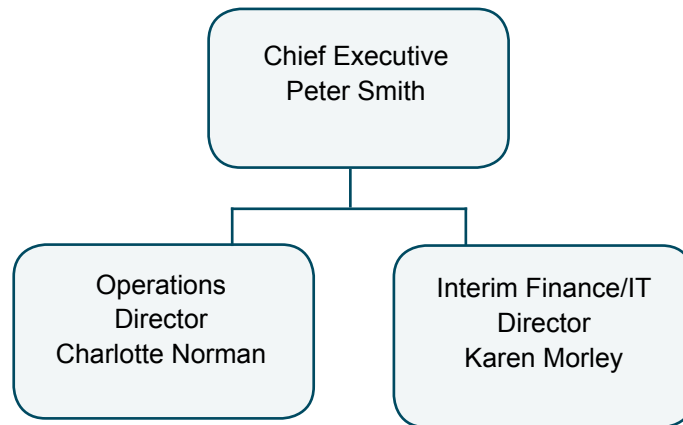 Chief Executive
Peter Smith
Operations
Director
Charlotte Norman
Interim Finance/IT
Director
Karen Morley